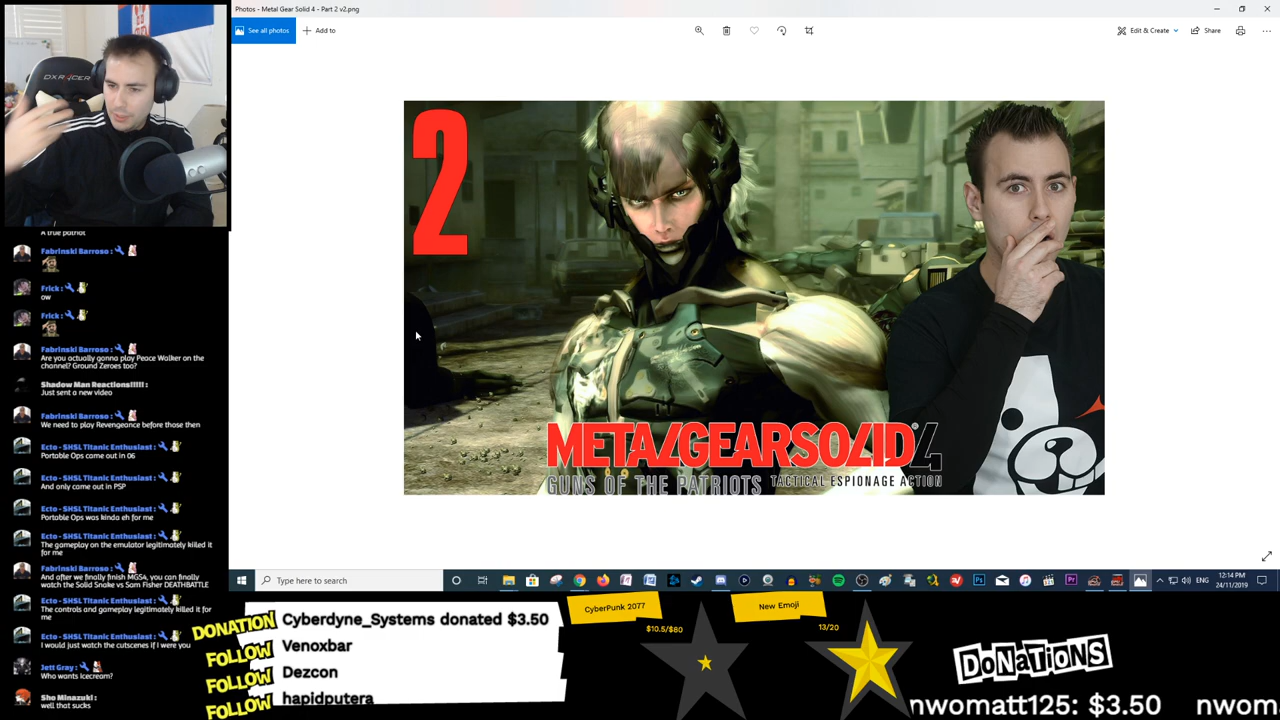 Photos - Metal Gear Solid 4 - Part 2 v2.png
See all photos
Add to
Edit & Create
Share
DXRACER
2
METAL GEAR SOLID 4
GUNS OF THE PATRIOTS TACTICAL ESPIONAGE ACTION
A true patriot
Fabrinski Barroso :
Frick :
ow
Frick :
Fabrinski Barroso :
Are you actually gonna play Peace Walker on the
channel? Ground Zeroes too?
Shadow Man Reactions!!!!! :
Just sent a new video
Fabrinski Barroso :
We need to play Revengeance before those then
Ecto - SHSL Titanic Enthusiast :
Portable Ops came out in 06
Ecto - SHSL Titanic Enthusiast :
And only came out in PSP
Ecto - SHSL Titanic Enthusiast :
Portable Ops was kinda eh for me
Ecto - SHSL Titanic Enthusiast :
The gameplay on the emulator legitimately killed it
for me
Fabrinski Barroso :
And after we finally finish MGS4, you can finally
watch the Solid Snake vs Sam Fisher DEATHBATTLE
Ecto - SHSL Titanic Enthusiast :
The controls and gameplay legitimately killed it for
me
Ecto - SHSL Titanic Enthusiast :
I would just watch the cutscenes if I were you
Jett Gray :
Who wants icecream?
Sho Minazuki :
well that sucks
Type here to search
ENG
12:14 PM
24/11/2019
DONATION Cyberdyne_Systems donated $3.50
FOLLOW Venoxbar
FOLLOW Dezcon
FOLLOW hapidputera
CyberPunk 2077
$10.5/$80
New Emoji
13/20
DONATIONS
nwomatt125: $3.50 nwom